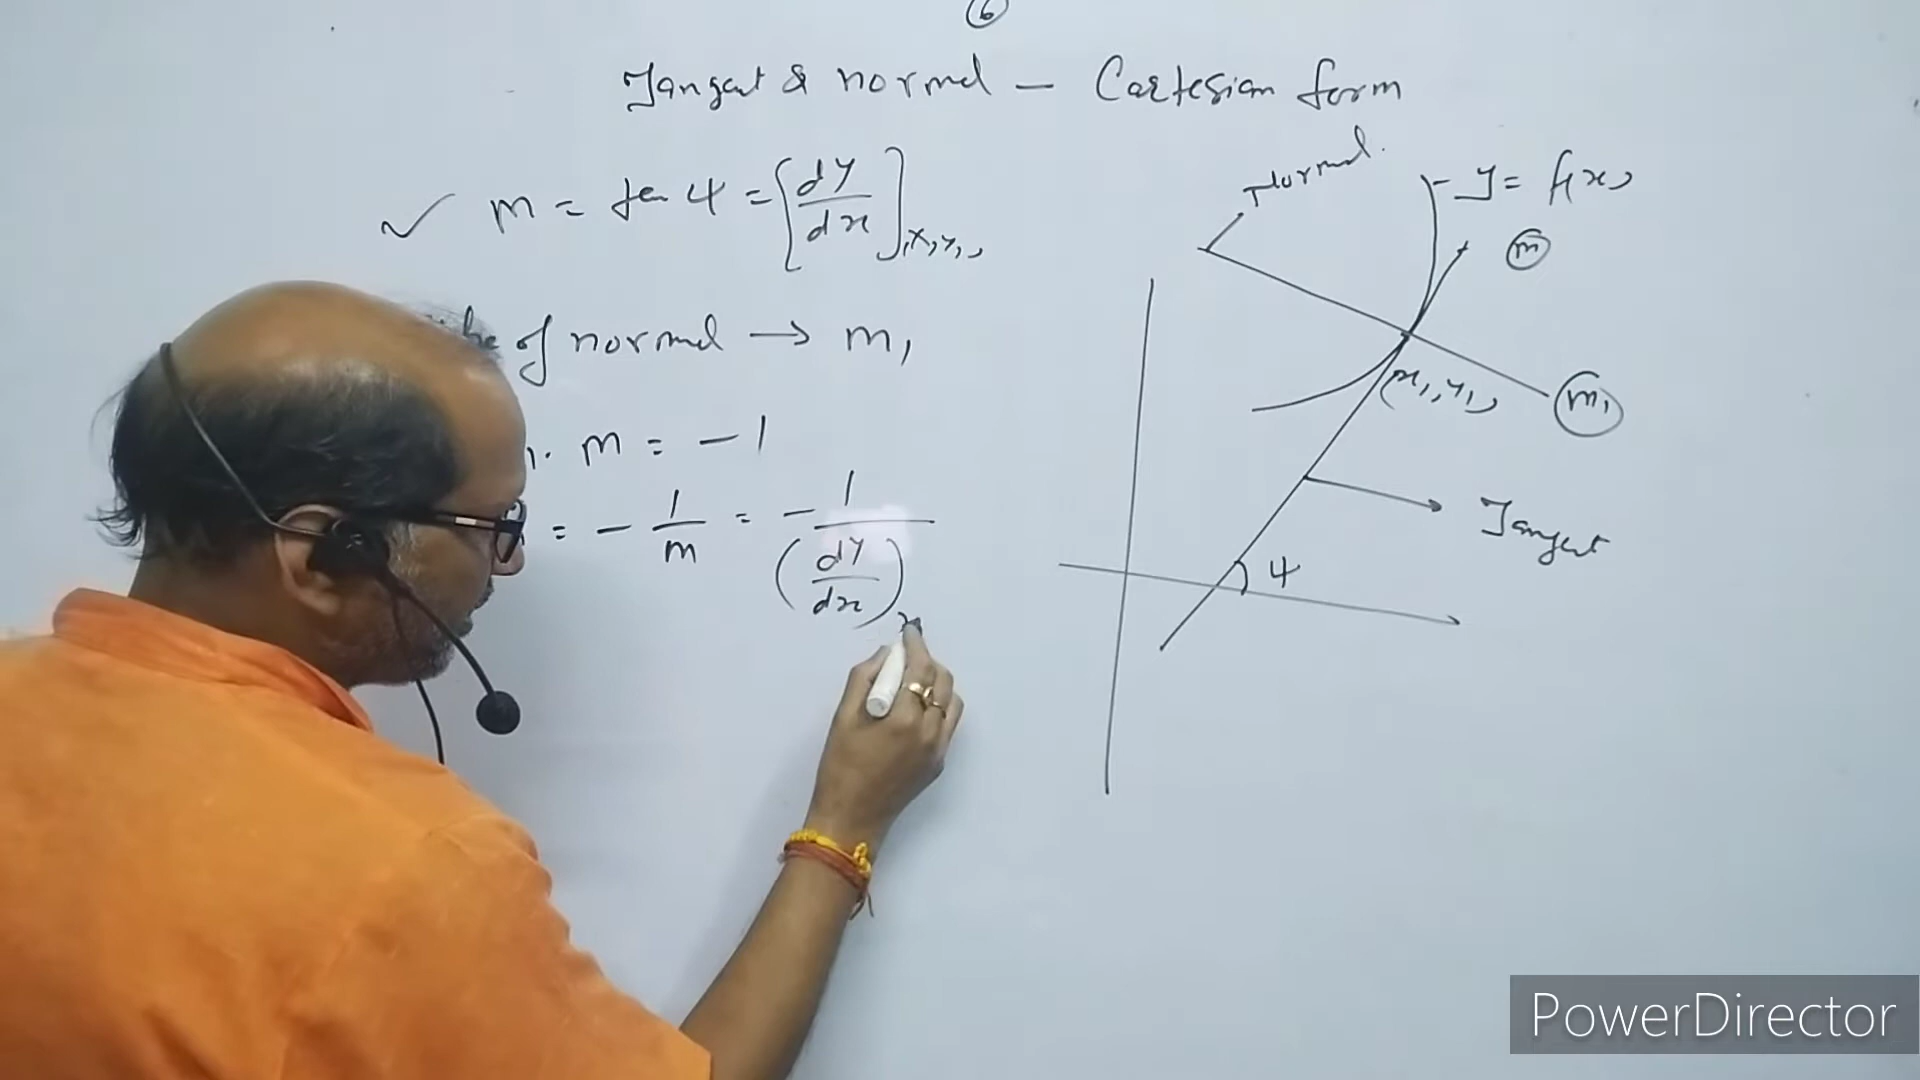 6
Tangent & normal — Cartesian form
m = tan ψ = [dy/dx](x₁,y₁)
of normal → m₁
. m = -1
= - 1/m = - 1/(dy/dx)
Normal.
y = f(x)
m
(x₁, y₁)
m₁
Tangent
ψ
PowerDirector